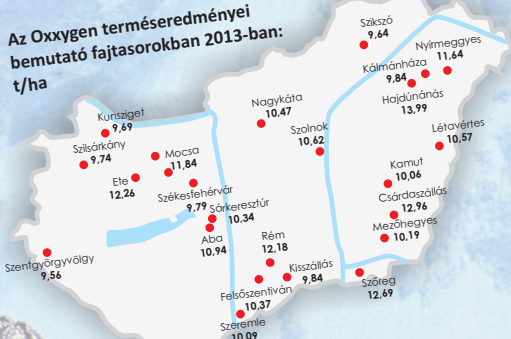 Az Oxxygen terméseredményei
bemutató fajtasorokban 2013-ban:
t/ha
Szikszó
9,64
Nyírmeggyes
11,64
Kálmánháza
9,84
Hajdúnánás
13,99
Nagykáta
10,47
Kunsziget
9,69
Szolnok
10,62
Létavértes
10,57
Szilsárkány
9,74
Mocsa
11,84
Ete
12,26
Kamut
10,06
Székesfehérvár
9,79
Sárkeresztúr
10,34
Csárdaszállás
12,96
Aba
10,94
Mezőhegyes
10,19
Rém
12,18
Szentgyörgyvölgy
9,56
Kisszállás
9,84
Felsőszentiván
10,37
Szőreg
12,69
Szeremle
10,09